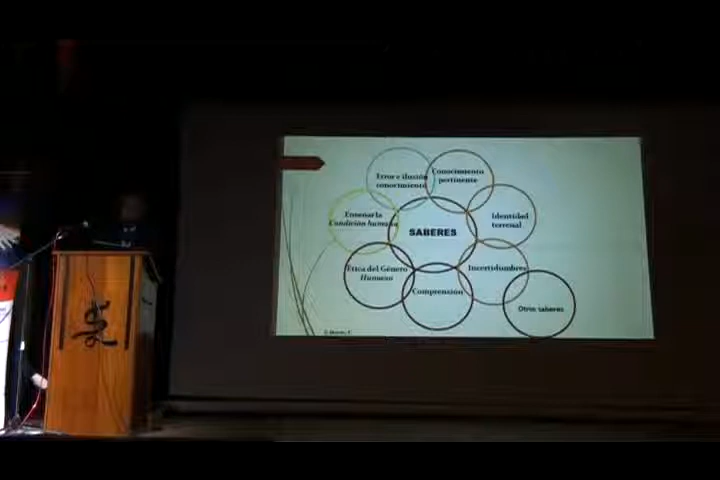 Error e ilusión
conocimiento
Conocimiento
pertinente
Enseñar la
Condición humana
SABERES
Identidad
terrenal
Ética del Género
Humano
Incertidumbres
Comprensión
Otros saberes